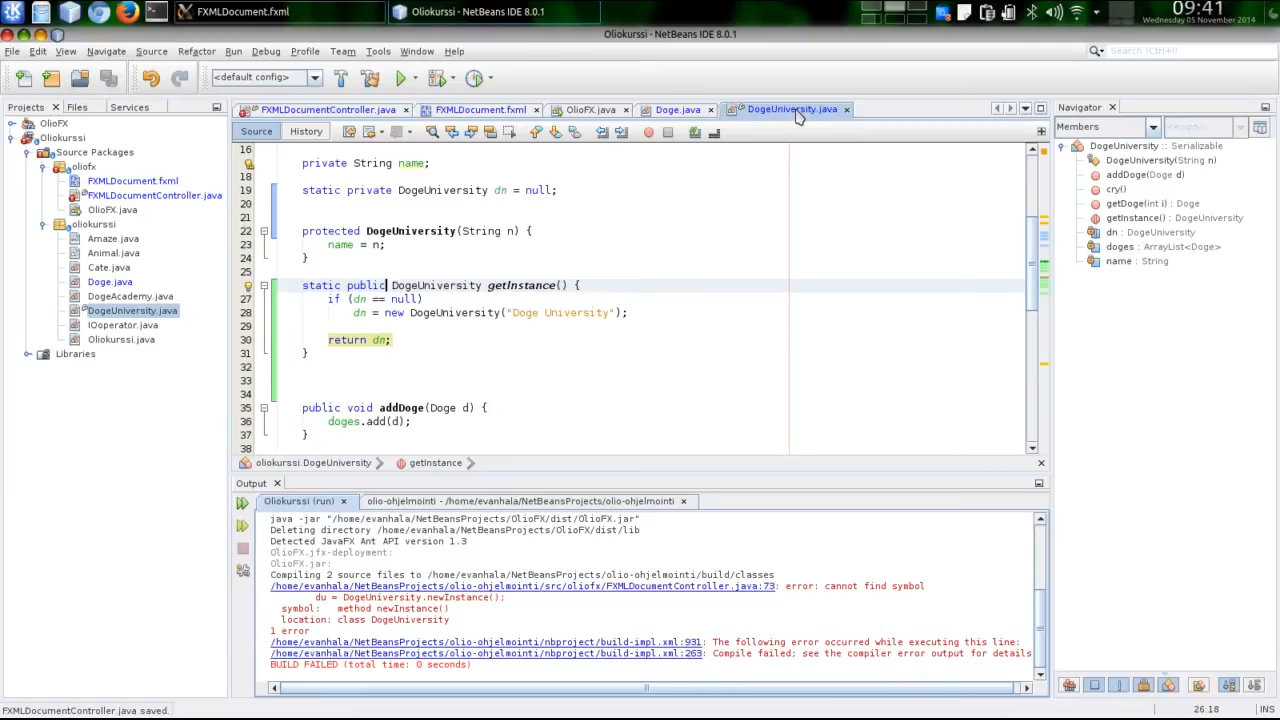 FXMLDocument.fxml
Oliokurssi - NetBeans IDE 8.0.1
09:41
Wednesday 05 November 2014
Oliokurssi - NetBeans IDE 8.0.1
File Edit View Navigate Source Refactor Run Debug Profile Team Tools Window Help
Search (Ctrl+I)
<default config>
Projects Files Services
FXMLDocumentController.java FXMLDocument.fxml OlioFX.java Doge.java DogeUniversity.java
Navigator
Source History
Members
OlioFX
Oliokurssi
Source Packages
oliofx
FXMLDocument.fxml
FXMLDocumentController.java
OlioFX.java
oliokurssi
Amaze.java
Animal.java
Cate.java
Doge.java
DogeAcademy.java
DogeUniversity.java
IOoperator.java
Oliokurssi.java
Libraries
16
private String name;
18
19 static private DogeUniversity dn = null;
20
21
22 protected DogeUniversity(String n) {
23 name = n;
24 }
25
static public DogeUniversity getInstance() {
27 if (dn == null)
28 dn = new DogeUniversity("Doge University");
29
30 return dn;
31 }
32
33
34
35 public void addDoge(Doge d) {
36 doges.add(d);
37 }
38
oliokurssi.DogeUniversity getInstance
DogeUniversity :: Serializable
DogeUniversity(String n)
addDoge(Doge d)
cry()
getDoge(int i) : Doge
getInstance() : DogeUniversity
dn : DogeUniversity
doges : ArrayList<Doge>
name : String
Output
Oliokurssi (run) olio-ohjelmointi - /home/evanhala/NetBeansProjects/olio-ohjelmointi
java -jar "/home/evanhala/NetBeansProjects/OlioFX/dist/OlioFX.jar"
Deleting directory /home/evanhala/NetBeansProjects/OlioFX/dist/lib
Detected JavaFX Ant API version 1.3
OlioFX.jfx-deployment:
OlioFX.jar:
Compiling 2 source files to /home/evanhala/NetBeansProjects/olio-ohjelmointi/build/classes
/home/evanhala/NetBeansProjects/olio-ohjelmointi/src/oliofx/FXMLDocumentController.java:73: error: cannot find symbol
du = DogeUniversity.newInstance();
symbol: method newInstance()
location: class DogeUniversity
1 error
/home/evanhala/NetBeansProjects/olio-ohjelmointi/nbproject/build-impl.xml:931: The following error occurred while executing this line:
/home/evanhala/NetBeansProjects/olio-ohjelmointi/nbproject/build-impl.xml:263: Compile failed; see the compiler error output for details
BUILD FAILED (total time: 0 seconds)
FXMLDocumentController.java saved.
26:18 INS